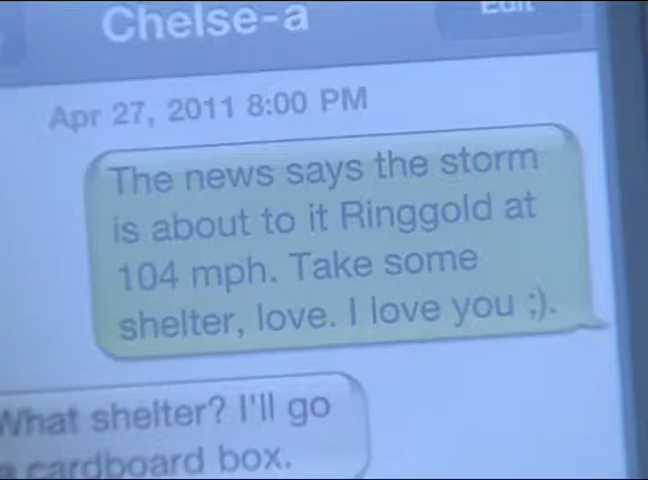 Chelse-a
Edit
Apr 27, 2011 8:00 PM
The news says the storm
is about to it Ringgold at
104 mph. Take some
shelter, love. I love you ;).
What shelter? I'll go
a cardboard box.